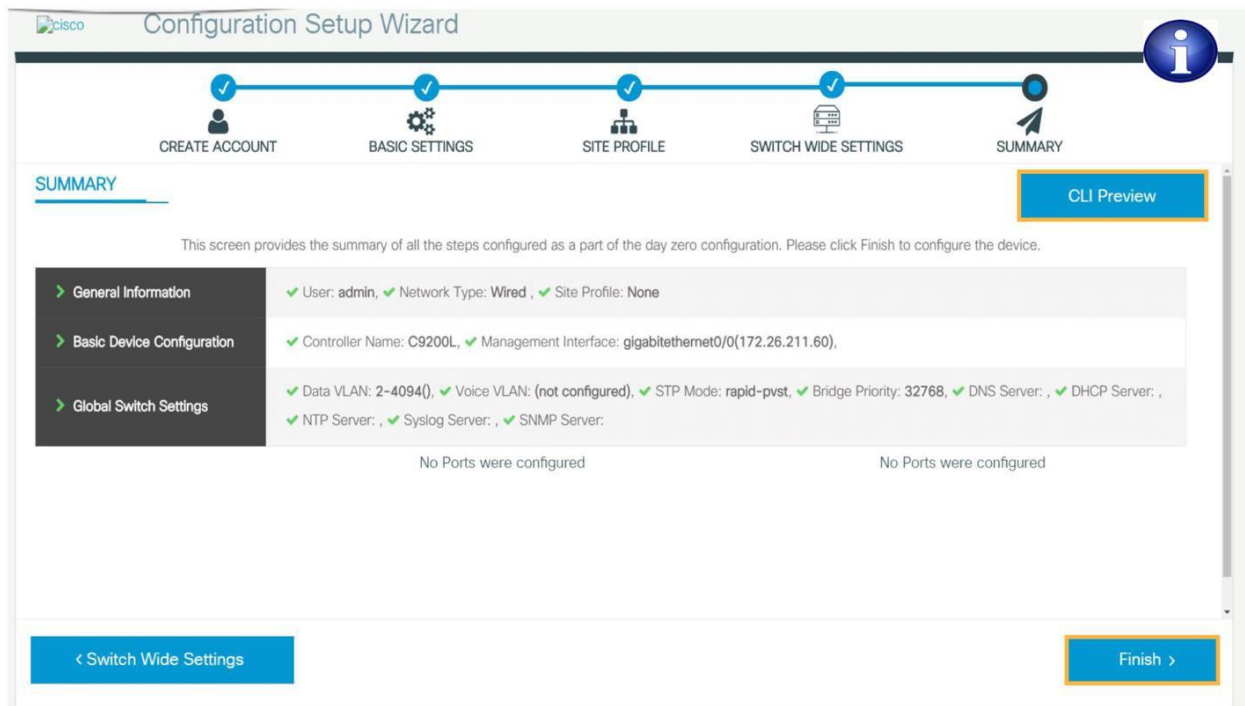 cisco
Configuration Setup Wizard
i
CREATE ACCOUNT
BASIC SETTINGS
SITE PROFILE
SWITCH WIDE SETTINGS
SUMMARY
SUMMARY
CLI Preview
This screen provides the summary of all the steps configured as a part of the day zero configuration. Please click Finish to configure the device.
General Information
User: admin, Network Type: Wired , Site Profile: None
Basic Device Configuration
Controller Name: C9200L, Management Interface: gigabitethernet0/0(172.26.211.60),
Global Switch Settings
Data VLAN: 2-4094(), Voice VLAN: (not configured), STP Mode: rapid-pvst, Bridge Priority: 32768, DNS Server: , DHCP Server: ,
NTP Server: , Syslog Server: , SNMP Server:
No Ports were configured
No Ports were configured
< Switch Wide Settings
Finish >